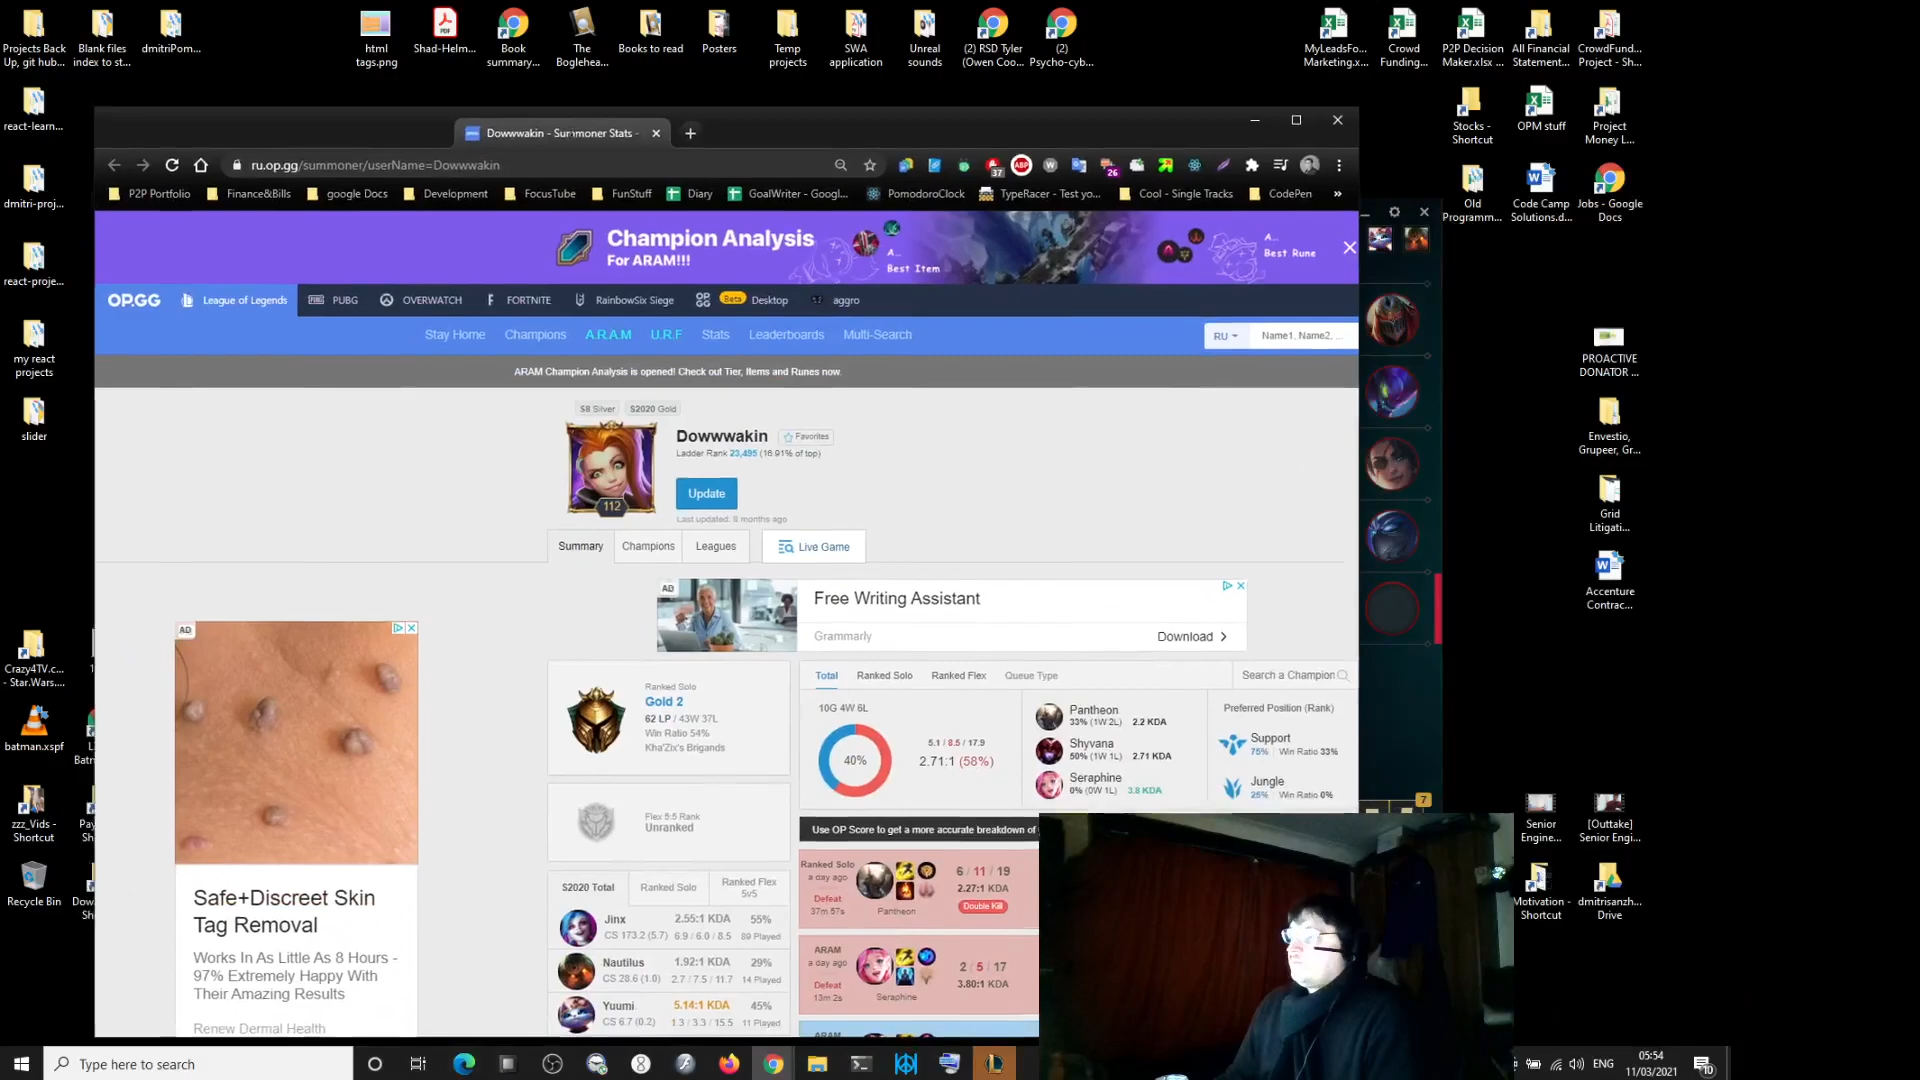 Projects Back
Up, git hub...
Blank files
index to st...
dmitriPom...
html
tags.png
Shad-Helm...
Book
summary...
The
Boglehea...
Books to read
Posters
Temp
projects
SWA
application
Unreal
sounds
(2) RSD Tyler
(Owen Coo...
(2)
Psycho-cyb...
MyLeadsFo...
Marketing.x...
Crowd
Funding...
P2P Decision
Maker.xlsx ...
All Financial
Statement...
CrowdFund...
Project - Sh...
react-learn...
dmitri-proj...
react-proje...
my react
projects
slider
Stocks -
Shortcut
OPM stuff
Project
Money L...
Old
Programm...
Code Camp
Solutions.d...
Jobs - Google
Docs
PROACTIVE
DONATOR ...
Envestio,
Grupeer, Gr...
Grid
Litigati...
Accenture
Contrac...
Dowwwakin - Summoner Stats -
ru.op.gg/summoner/userName=Dowwwakin
37
ABP
26
P2P Portfolio
Finance&Bills
google Docs
Development
FocusTube
FunStuff
Diary
GoalWriter - Googl...
PomodoroClock
TypeRacer - Test yo...
Cool - Single Tracks
CodePen
»
Champion Analysis
For ARAM!!!
A...
Best Item
A...
Best Rune
OP.GG
League of Legends
PUBG
OVERWATCH
FORTNITE
RainbowSix Siege
Beta
Desktop
aggro
Stay Home
Champions
A.R.A.M
U.R.F
Stats
Leaderboards
Multi-Search
RU
Name1, Name2, ...
ARAM Champion Analysis is opened! Check out Tier, Items and Runes now.
S8 Silver
S2020 Gold
Dowwwakin
Favorites
Ladder Rank 23,495 (16.91% of top)
Update
112
Last updated: 8 months ago
Summary
Champions
Leagues
Live Game
AD
Free Writing Assistant
Grammarly
Download
AD
Safe+Discreet Skin
Tag Removal
Works In As Little As 8 Hours -
97% Extremely Happy With
Their Amazing Results
Renew Dermal Health
Ranked Solo
Gold 2
62 LP / 43W 37L
Win Ratio 54%
Kha'Zix's Brigands
Flex 5:5 Rank
Unranked
S2020 Total
Ranked Solo
Ranked Flex
5v5
Jinx
CS 173.2 (5.7)
2.55:1 KDA
6.9 / 6.0 / 8.5
55%
89 Played
Nautilus
CS 28.6 (1.0)
1.92:1 KDA
2.7 / 7.5 / 11.7
29%
14 Played
Yuumi
CS 6.7 (0.2)
5.14:1 KDA
1.3 / 3.3 / 15.5
45%
11 Played
Total
Ranked Solo
Ranked Flex
Queue Type
Search a Champion
10G 4W 6L
40%
5.1 / 8.5 / 17.9
2.71:1 (58%)
Pantheon
33% (1W 2L) 2.2 KDA
Shyvana
50% (1W 1L) 2.71 KDA
Seraphine
0% (0W 1L) 3.8 KDA
Preferred Position (Rank)
Support
75% Win Ratio 33%
Jungle
25% Win Ratio 0%
Use OP Score to get a more accurate breakdown of
Ranked Solo
a day ago
Defeat
37m 57s
Pantheon
6 / 11 / 19
2.27:1 KDA
Double Kill
ARAM
a day ago
Defeat
13m 2s
Seraphine
2 / 5 / 17
3.80:1 KDA
ARAM
7
Crazy4TV.c...
- Star.Wars....
batman.xspf
zzz_Vids -
Shortcut
Recycle Bin
Senior
Engine...
[Outtake]
Senior Engi...
Motivation -
Shortcut
dmitrisanzh...
Drive
Type here to search
ENG
05:54
11/03/2021
10